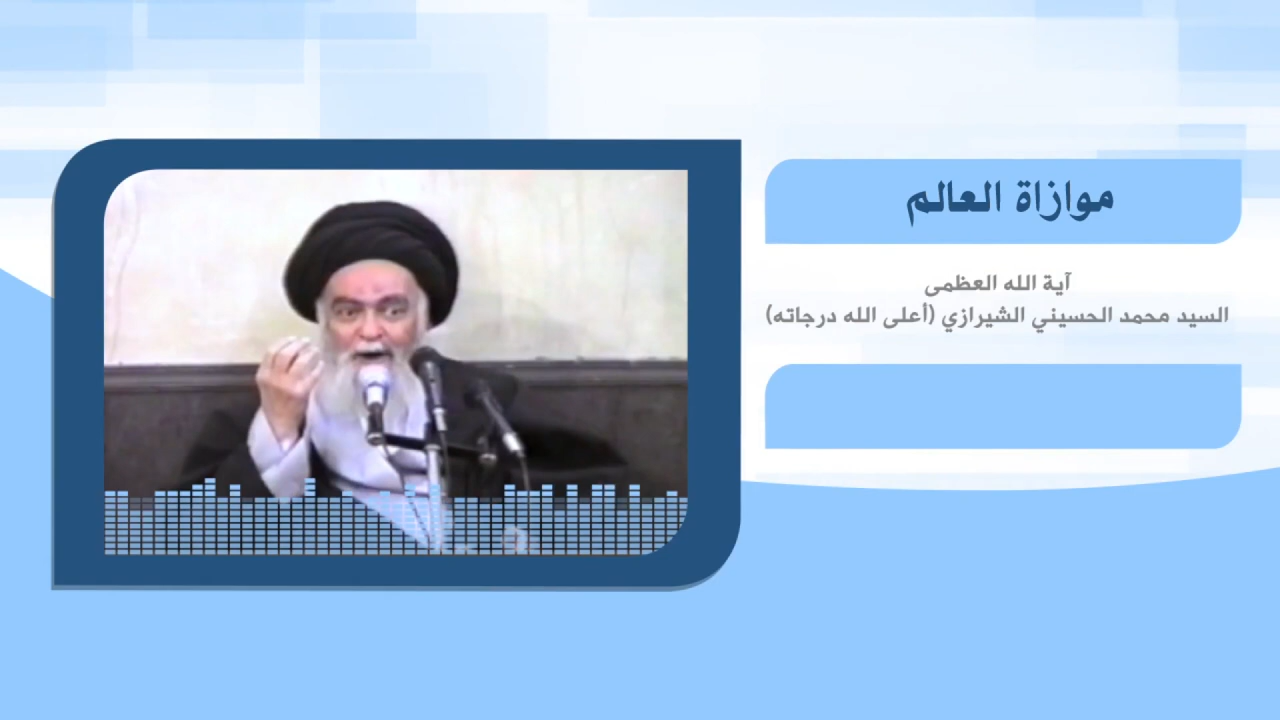 موازاة العالم
آية الله العظمى
السيد محمد الحسيني الشيرازي (أعلى الله درجاته)